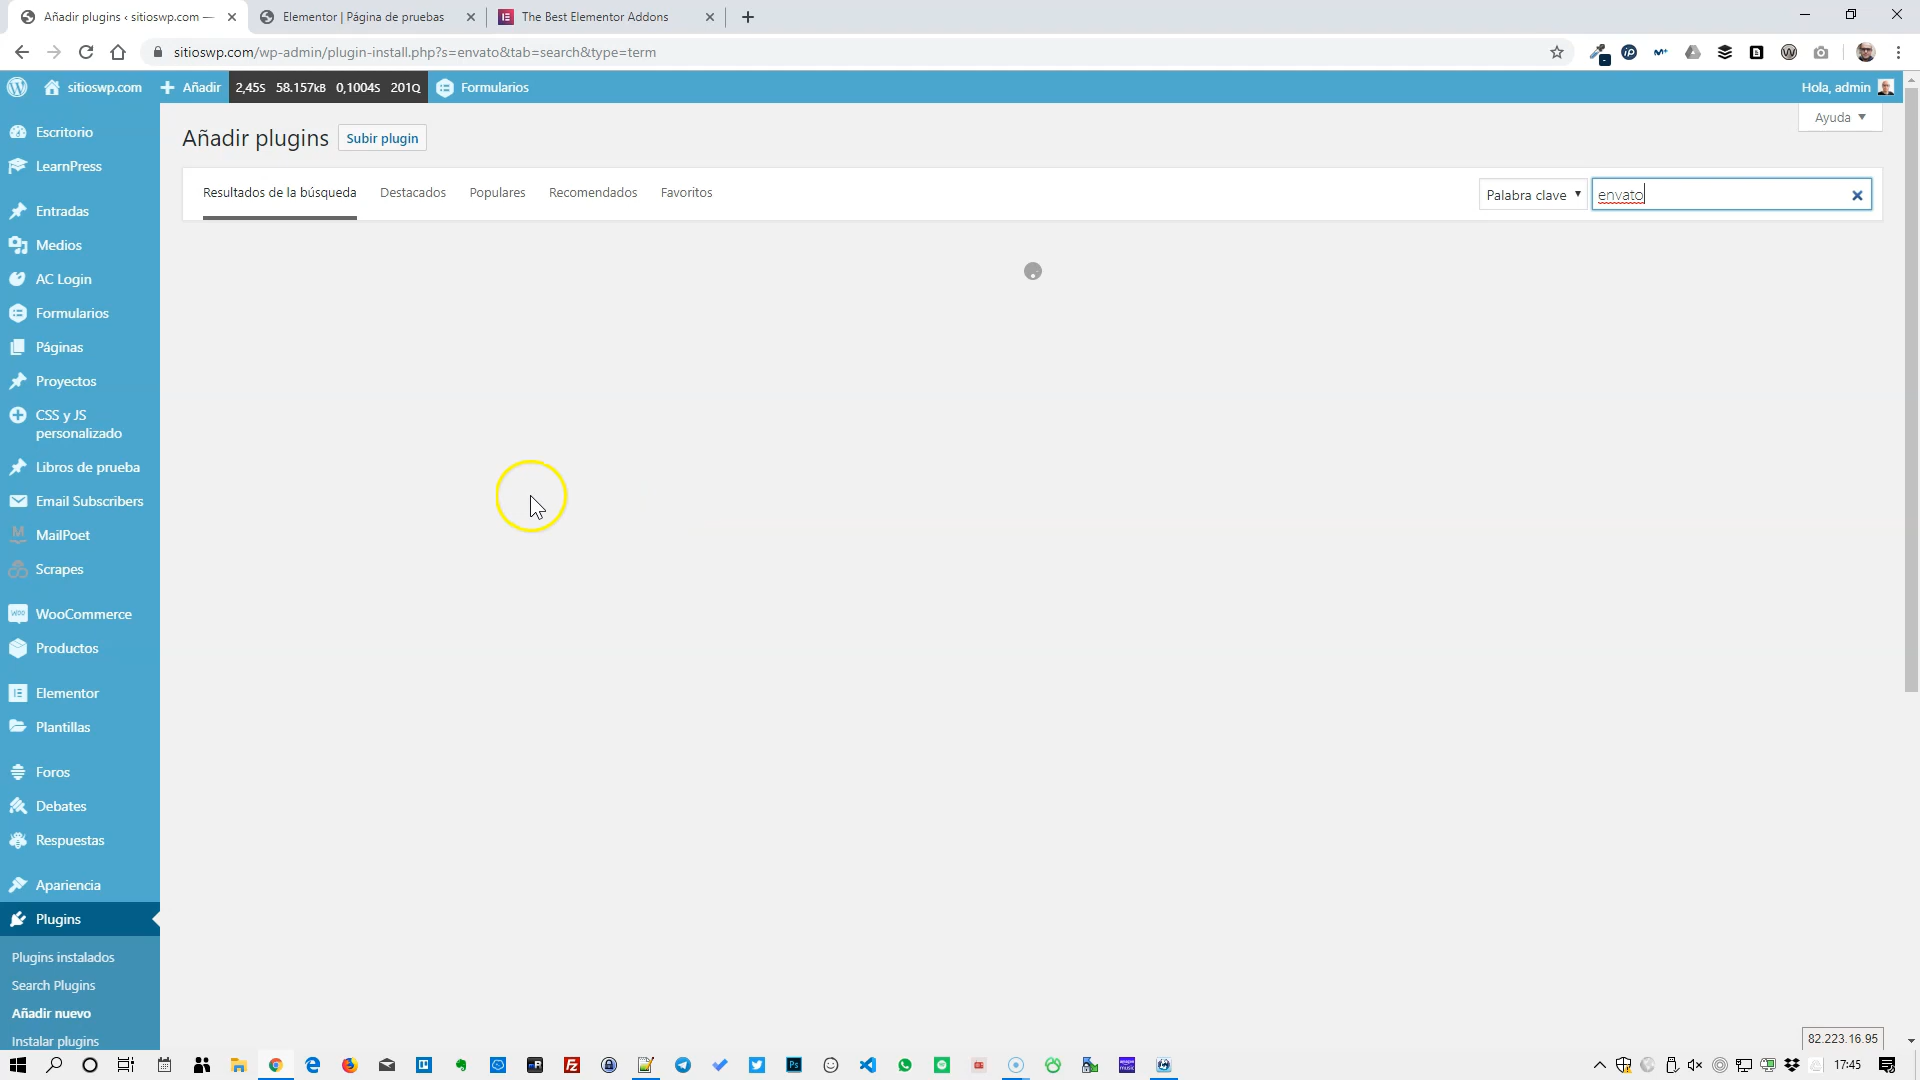 Añadir plugins ‹ sitioswp.com —
Elementor | Página de pruebas
The Best Elementor Addons
sitioswp.com/wp-admin/plugin-install.php?s=envato&tab=search&type=term
sitioswp.com
Añadir
2,45S 58.157kB 0,1004S 201Q
Formularios
Hola, admin
Ayuda
Añadir plugins
Subir plugin
Resultados de la búsqueda
Destacados
Populares
Recomendados
Favoritos
Palabra clave
envato
Escritorio
LearnPress
Entradas
Medios
AC Login
Formularios
Páginas
Proyectos
CSS y JS
personalizado
Libros de prueba
Email Subscribers
MailPoet
Scrapes
WooCommerce
Productos
Elementor
Plantillas
Foros
Debates
Respuestas
Apariencia
Plugins
Plugins instalados
Search Plugins
Añadir nuevo
Instalar plugins
82.223.16.95
17:45